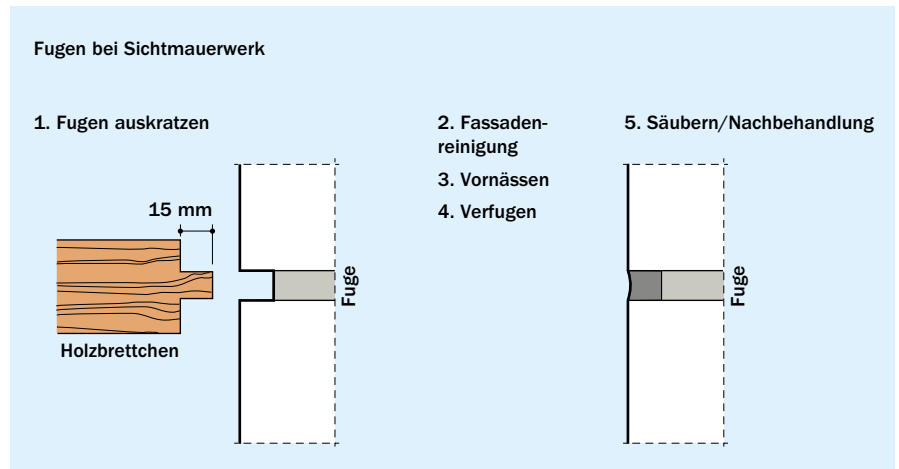 Fugen bei Sichtmauerwerk
1. Fugen auskratzen
15 mm
Holzbrettchen
Fuge
2. Fassaden-
reinigung
3. Vornässen
4. Verfugen
5. Säubern/Nachbehandlung
Fuge